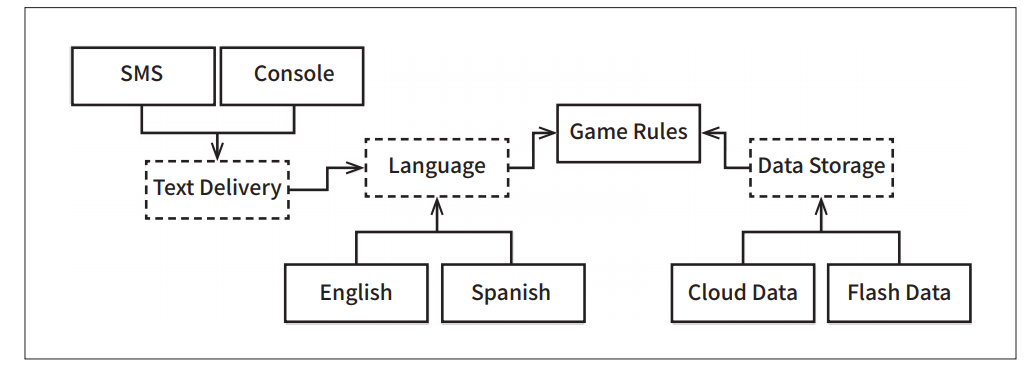 SMS
Console
Game Rules
Text Delivery
Language
Data Storage
English
Spanish
Cloud Data
Flash Data